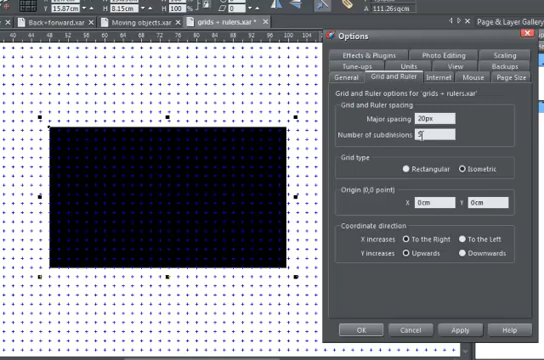 15.87cm 8.15cm 100 % 0 A 111.26sqcm
Back+forward.xar Moving objects.xar grids + rulers.xar * Page & Layer Gallery
Options
Effects & Plugins Photo Editing Scaling
Tune-ups Units View Backups
General Grid and Ruler Internet Mouse Page Size
Grid and Ruler options for 'grids + rulers.xar'
Grid and Ruler spacing
Major spacing 20px
Number of subdivisions
Grid type
Rectangular Isometric
Origin (0,0 point)
X 0cm Y 0cm
Coordinate direction
X increases To the Right To the Left
Y increases Upwards Downwards
OK Cancel Apply Help